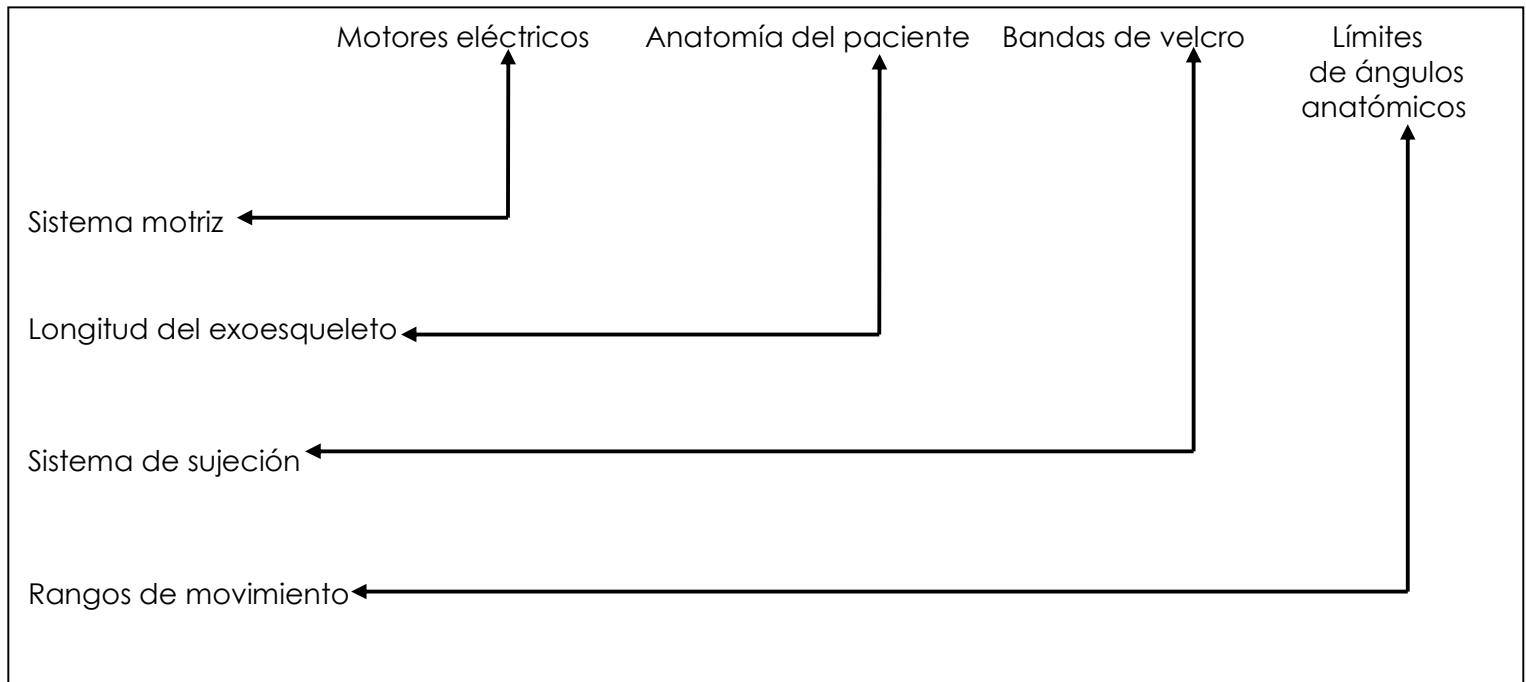 Motores eléctricos Anatomía del paciente Bandas de velcro Límites
de ángulos
anatómicos
Sistema motriz
Longitud del exoesqueleto
Sistema de sujeción
Rangos de movimiento